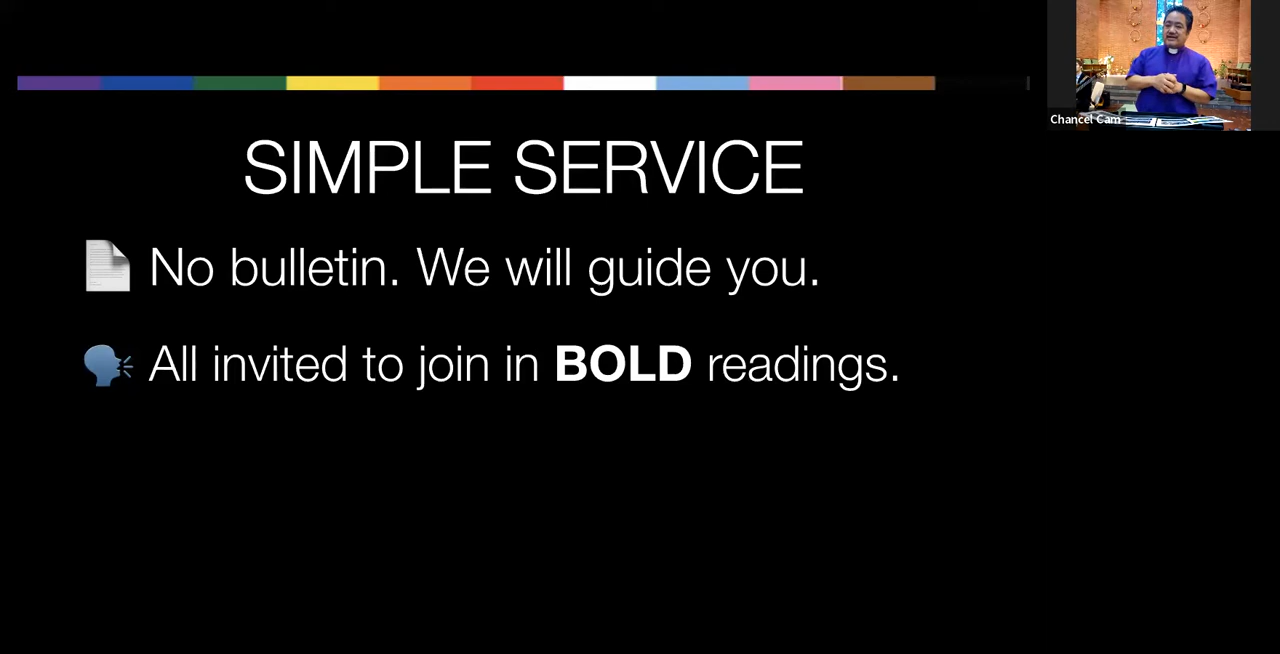 Chancel Cam
SIMPLE SERVICE
No bulletin. We will guide you.
All invited to join in BOLD readings.